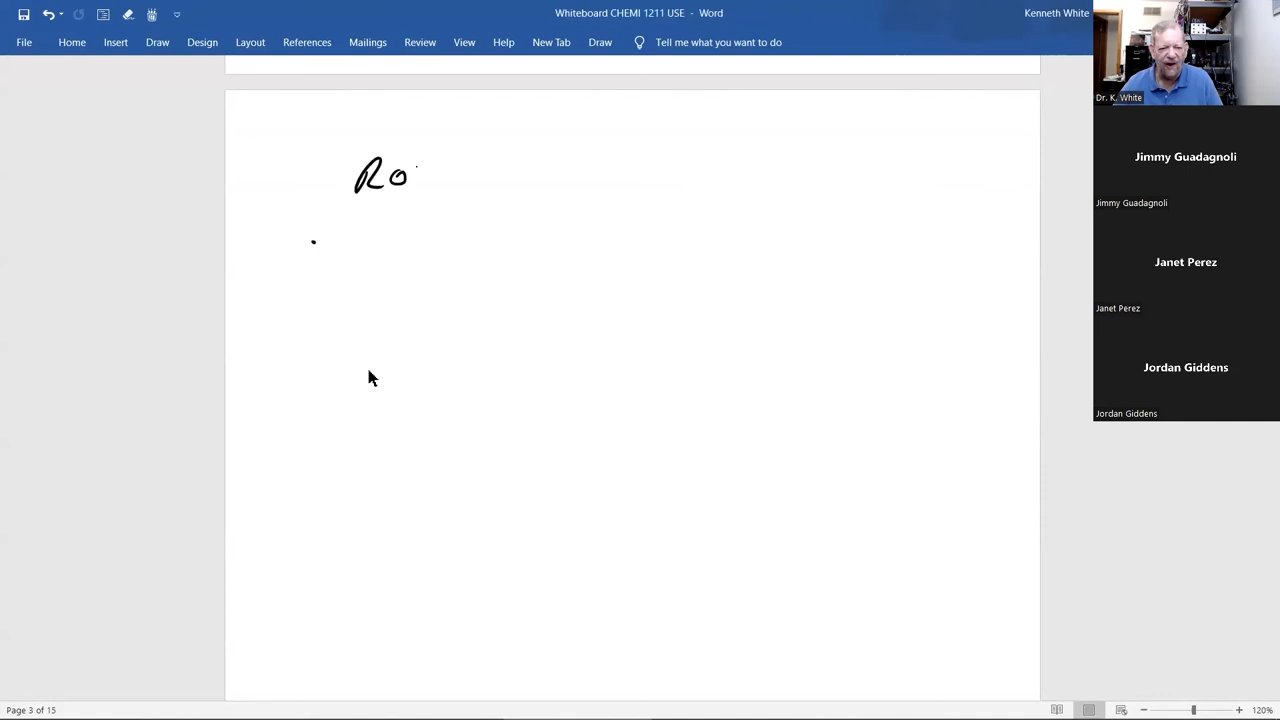 Whiteboard CHEMI 1211 USE - Word
Kenneth White
File Home Insert Draw Design Layout References Mailings Review View Help New Tab Draw Tell me what you want to do
Dr. K. White
Ro
Jimmy Guadagnoli
Jimmy Guadagnoli
Janet Perez
Janet Perez
Jordan Giddens
Jordan Giddens
Page 3 of 15
120%